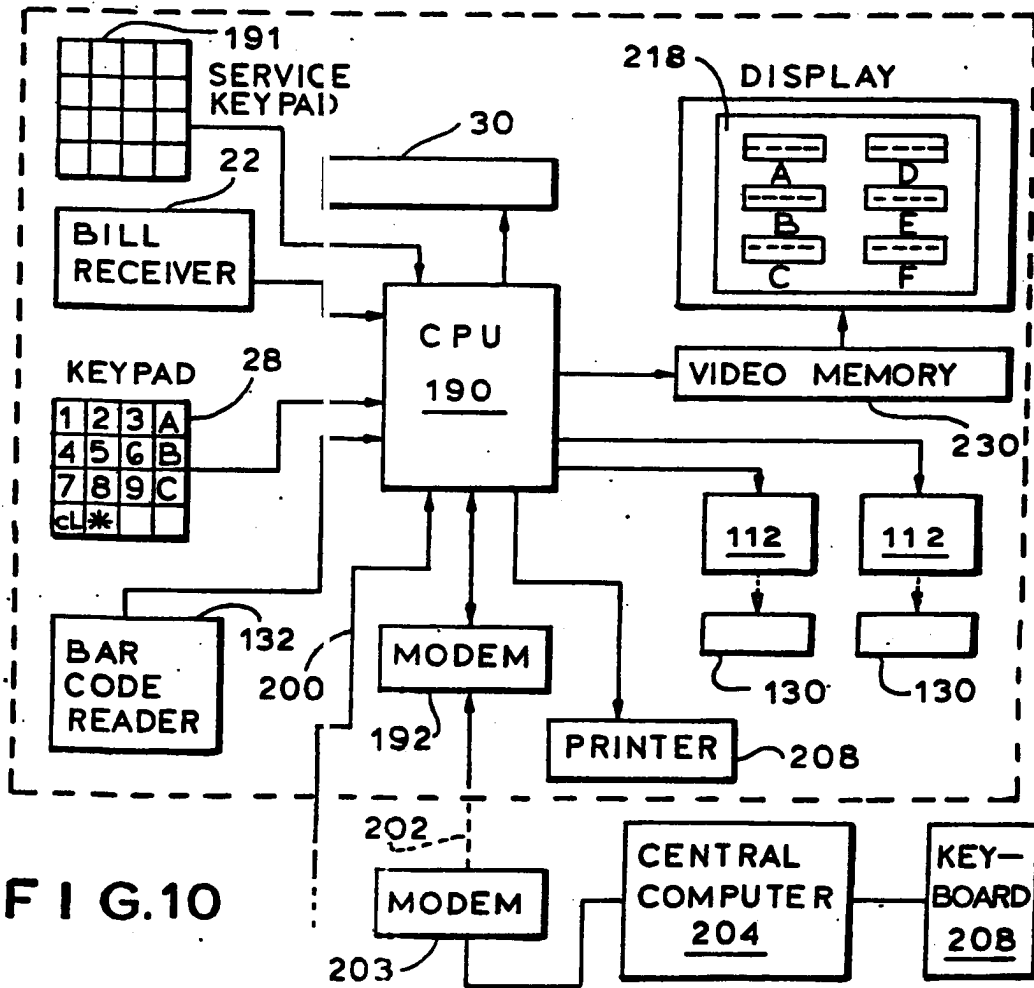 191
SERVICE
KEYPAD
22
BILL
RECEIVER
30
218
DISPLAY
A
D
B
E
C
F
CPU
190
VIDEO MEMORY
230
KEYPAD
28
1 2 3 A
4 5 6 B
7 8 9 C
CL *
112
112
130
130
132
BAR
CODE
READER
200
MODEM
192
PRINTER
208
202
MODEM
203
CENTRAL
COMPUTER
204
KEY-
BOARD
208
FIG.10